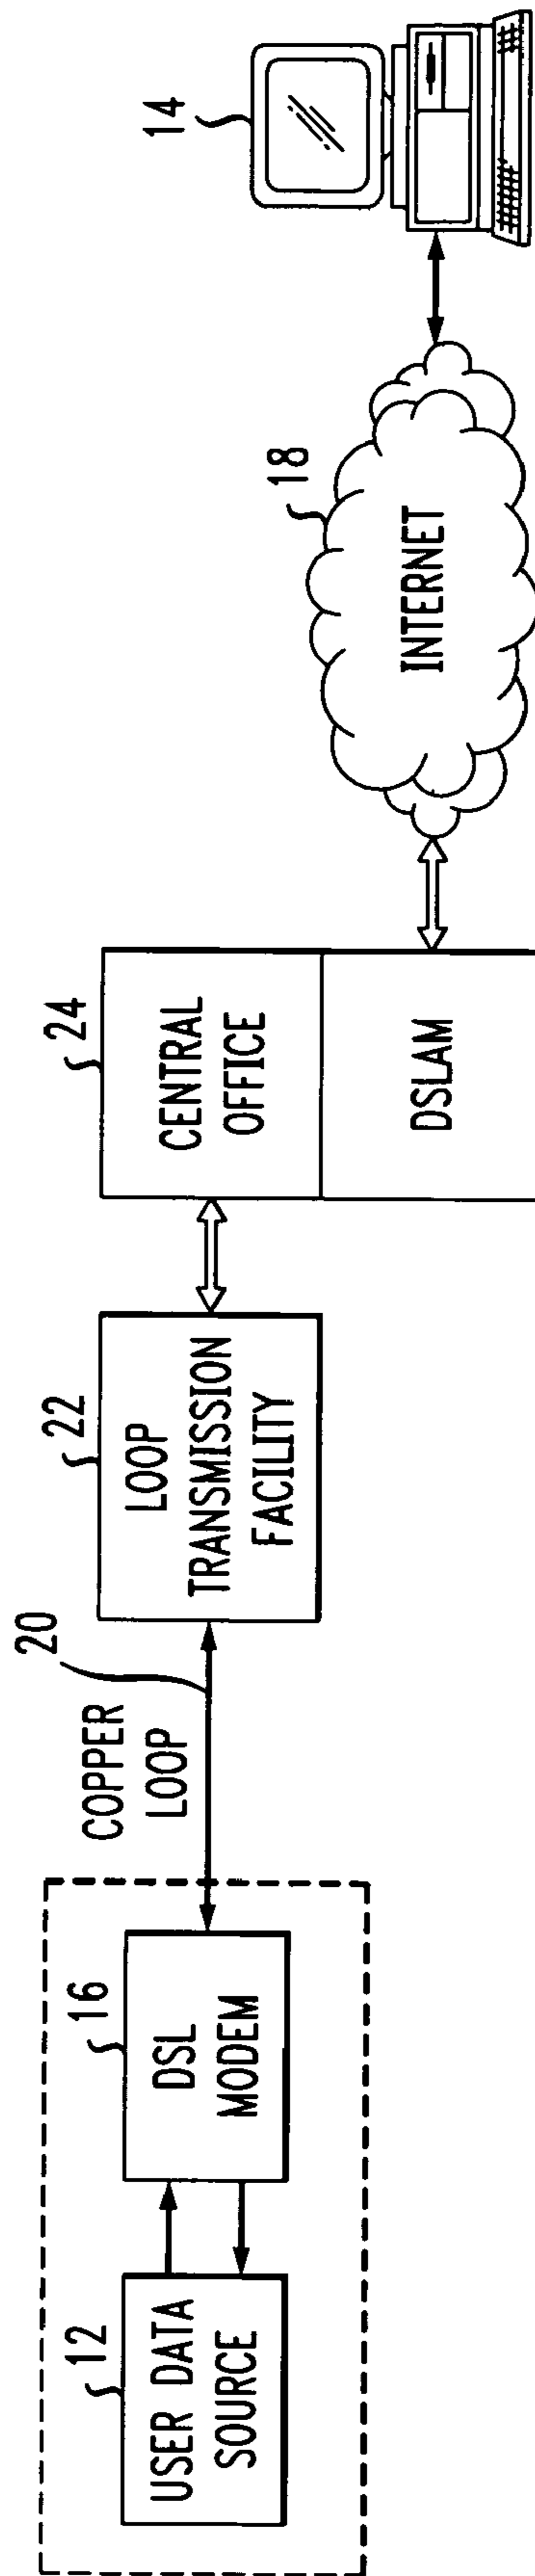 12
USER DATA
SOURCE
16
DSL
MODEM
COPPER
LOOP
20
22
LOOP
TRANSMISSION
FACILITY
24
CENTRAL
OFFICE
DSLAM
18
INTERNET
14